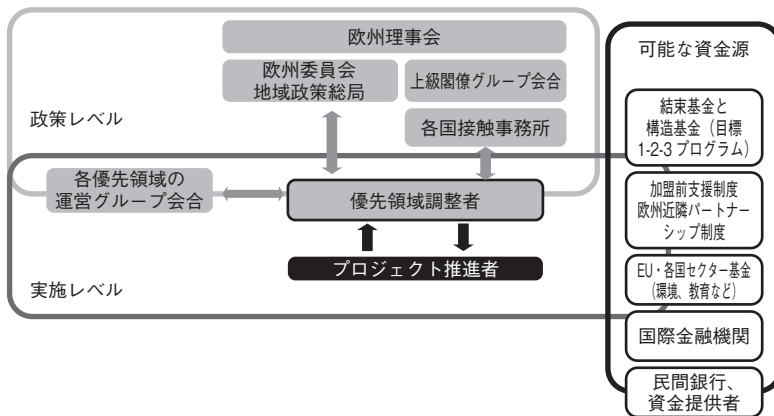 欧州理事会
欧州委員会
地域政策総局
上級閣僚グループ会合
各国接触事務所
政策レベル
各優先領域の
運営グループ会合
優先領域調整者
プロジェクト推進者
実施レベル
可能な資金源
結束基金と
構造基金（目標
1-2-3 プログラム）
加盟前支援制度
欧州近隣パートナー
シップ制度
EU・各国セクター基金
（環境、教育など）
国際金融機関
民間銀行、
資金提供者